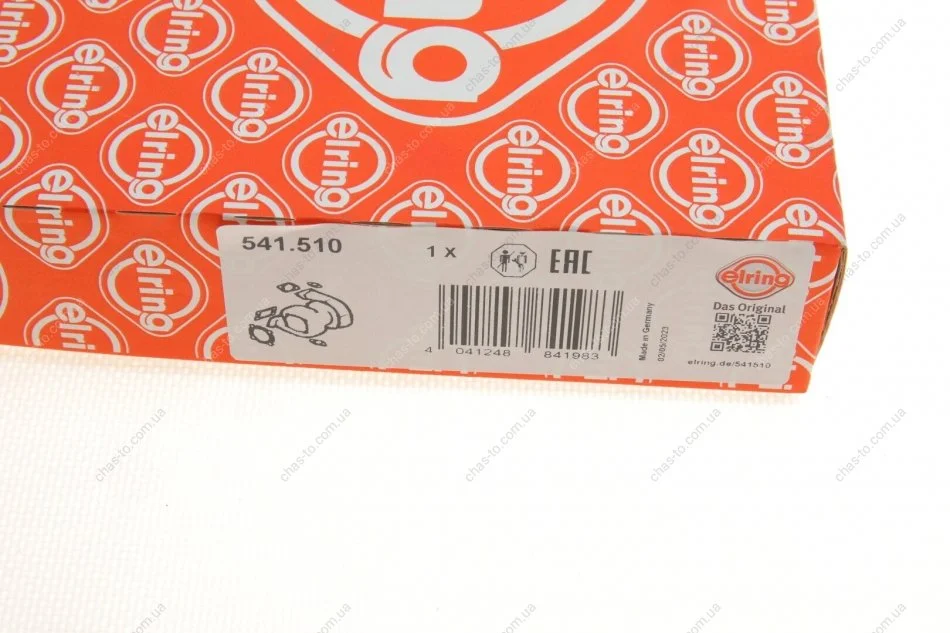 elring
541.510
1 x
EAC
elring
Das Original
4 041248 841983
Made in Germany
02/05/2023
elring.de/541510
chas-to.com.ua